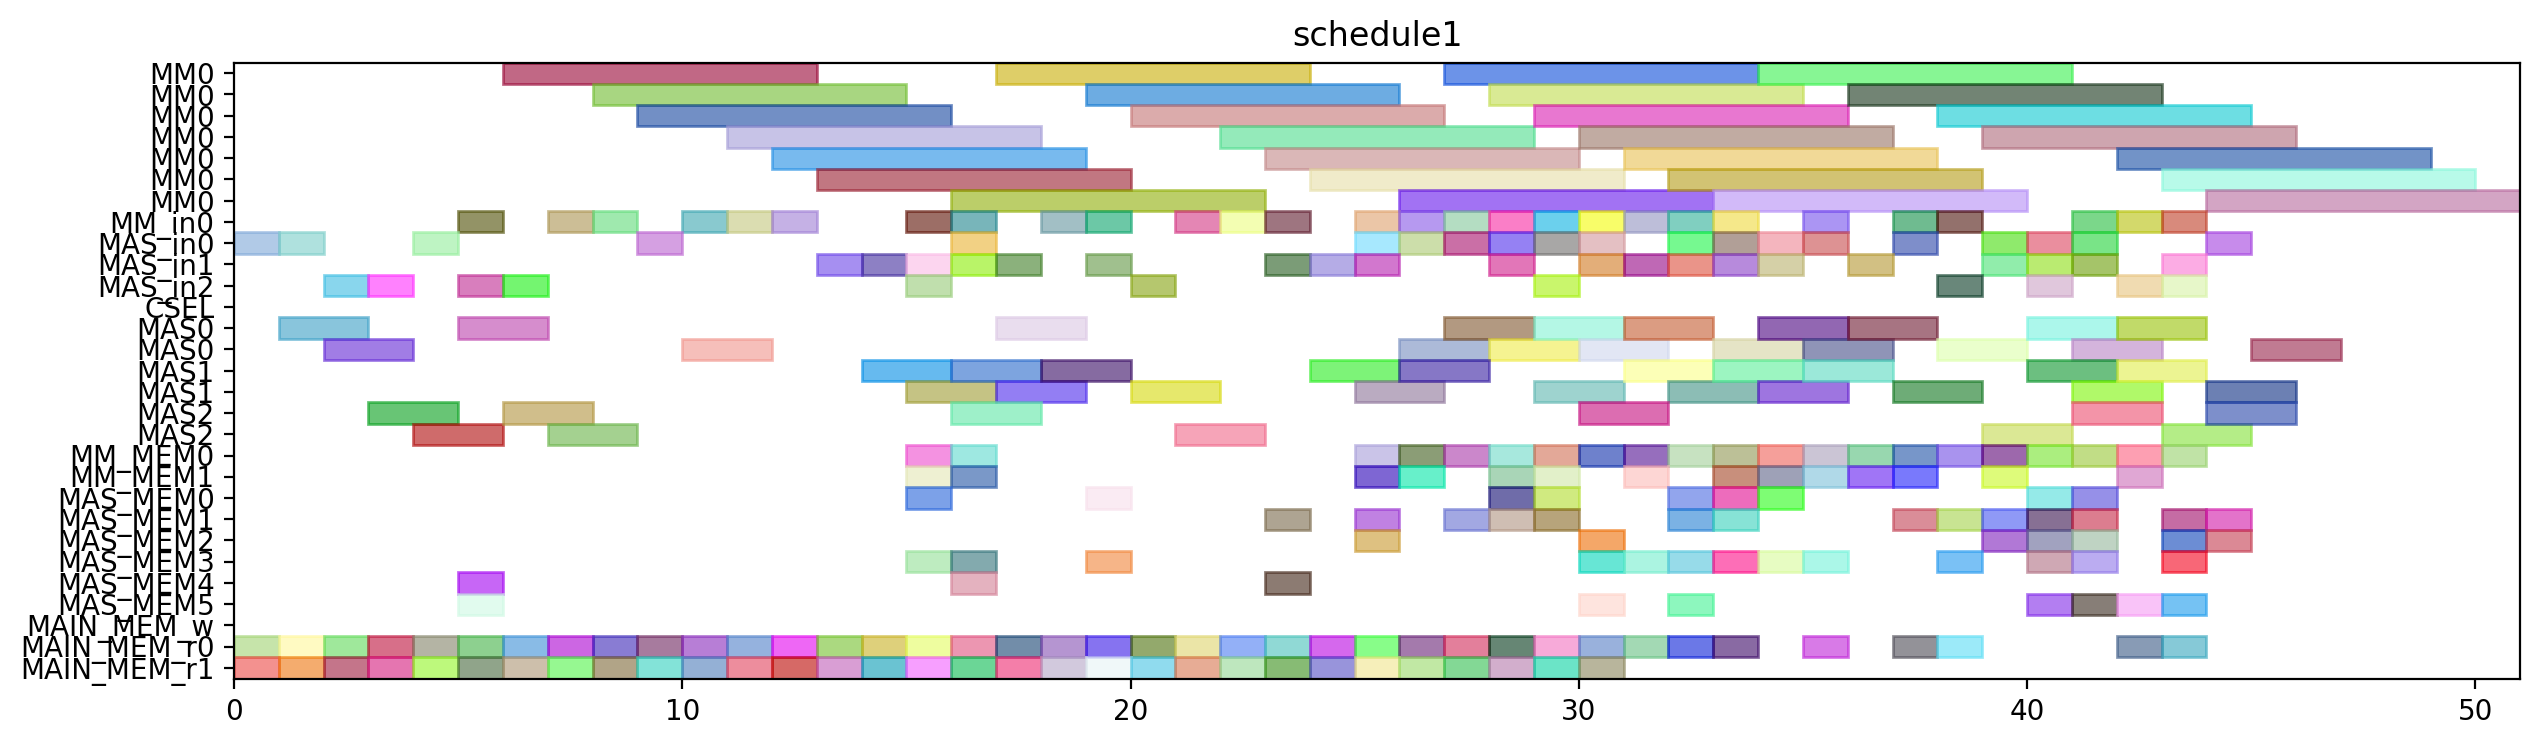 schedule1
MM0
MM0
MM0
MM0
MM0
MM0
MM0
MM_in0
MAS_in0
MAS_in1
MAS_in2
CSEL
MAS0
MAS0
MAS1
MAS1
MAS2
MAS2
MM_MEM0
MM_MEM1
MAS_MEM0
MAS_MEM1
MAS_MEM2
MAS_MEM3
MAS_MEM4
MAS_MEM5
MAIN_MEM_w
MAIN_MEM_r0
MAIN_MEM_r1
0 10 20 30 40 50